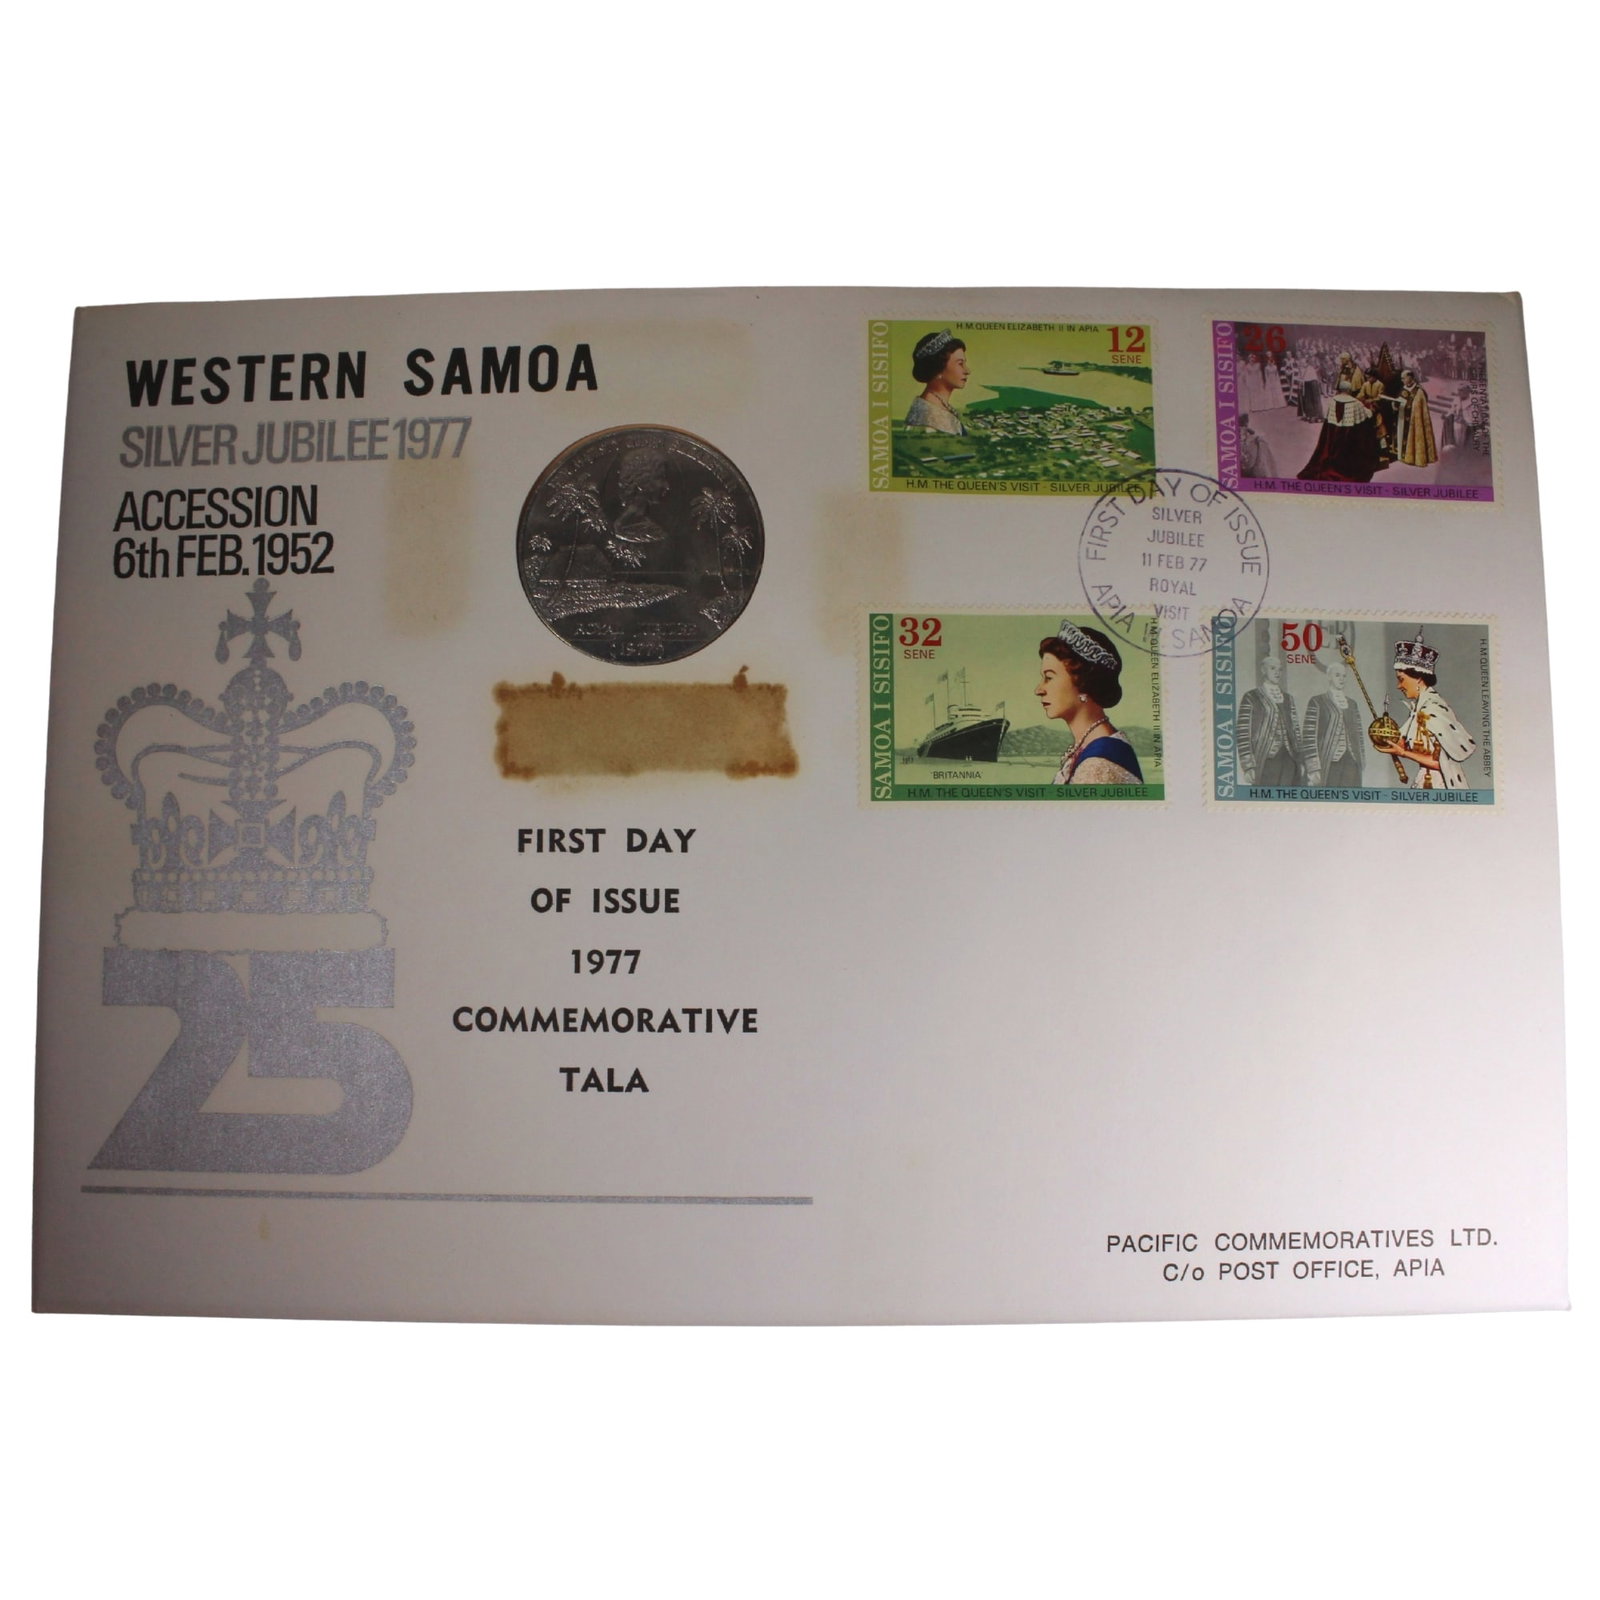 WESTERN SAMOA
SILVER JUBILEE 1977
ACCESSION
6th FEB. 1952
25
ROYAL JUBILEE
1977
FIRST DAY
OF ISSUE
1977
COMMEMORATIVE
TALA
SAMOA I SISIFO
H.M. QUEEN ELIZABETH II IN APIA
12
SENE
H.M. THE QUEEN'S VISIT - SILVER JUBILEE
SAMOA I SISIFO
26
H.M. THE QUEEN'S VISIT - SILVER JUBILEE
FIRST DAY OF ISSUE
SILVER
JUBILEE
11 FEB 77
ROYAL
VISIT
APIA W. SAMOA
SAMOA I SISIFO
32
SENE
H.M. QUEEN ELIZABETH II IN APIA
BRITANNIA
H.M. THE QUEEN'S VISIT - SILVER JUBILEE
SAMOA I SISIFO
50
SENE
H.M. QUEEN LEAVING THE ABBEY
H.M. THE QUEEN'S VISIT - SILVER JUBILEE
PACIFIC COMMEMORATIVES LTD.
C/o POST OFFICE, APIA